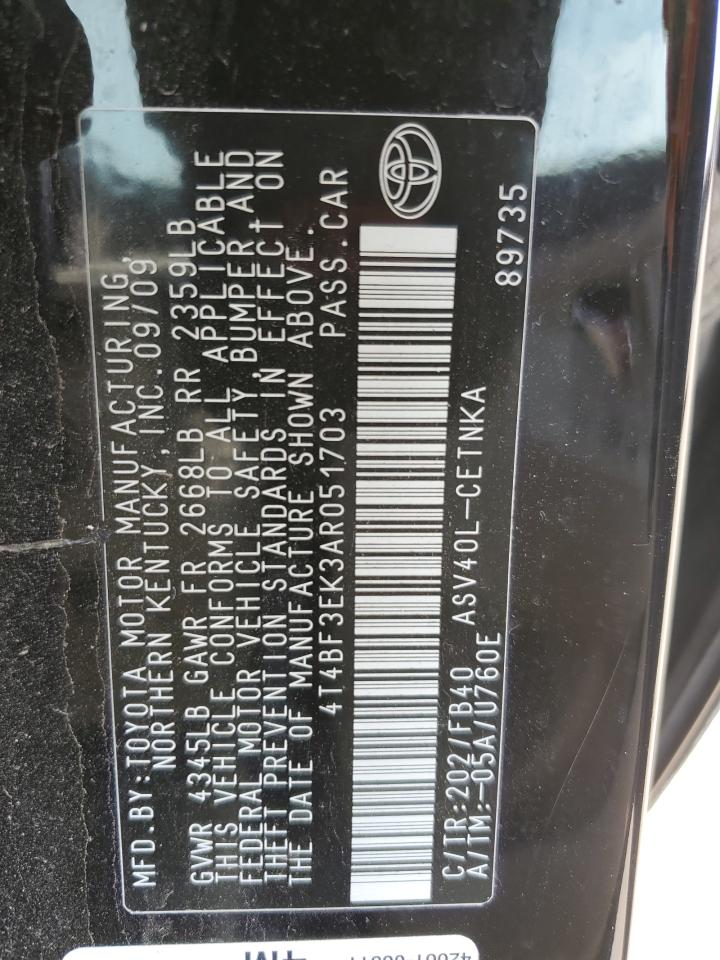 MFD.BY:TOYOTA MOTOR MANUFACTURING,
NORTHERN KENTUCKY,INC.09/09
GVWR 4345LB GAWR FR 2668LB RR 2359LB
THIS VEHICLE CONFORMS TO ALL APPLICABLE
FEDERAL MOTOR VEHICLE SAFETY,BUMPER,AND
THEFT PREVENTION STANDARDS IN EFFECT ON
THE DATE OF MANUFACTURE SHOWN ABOVE.
4T4BF3EK3AR051703 PASS.CAR
C/TR:202/FB40 ASV40L-CETNKA
A/TM:-05A/U760E 89735